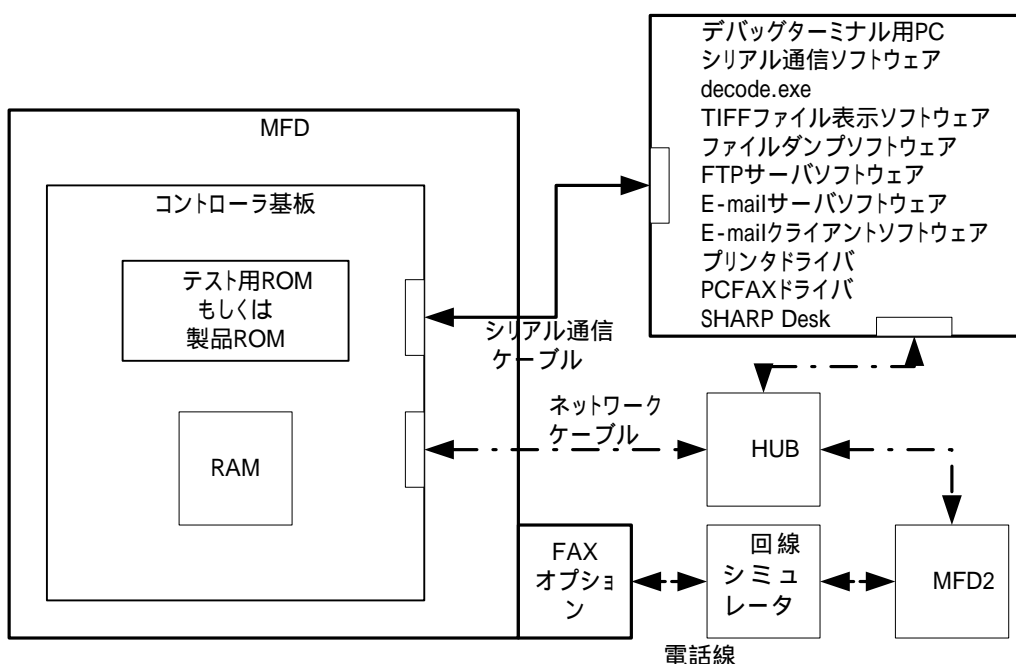 デバッグターミナル用PC
シリアル通信ソフトウェア
decode.exe
TIFFファイル表示ソフトウェア
ファイルダンプソフトウェア
FTPサーバソフトウェア
E-mailサーバソフトウェア
E-mailクライアントソフトウェア
プリンタドライバ
PCFAXドライバ
SHARP Desk
MFD
コントローラ基板
テスト用ROM
もしくは
製品ROM
シリアル通信
ケーブル
ネットワーク
ケーブル
RAM
HUB
FAX
オプショ
ン
回線
シミュ
レータ
MFD2
電話線